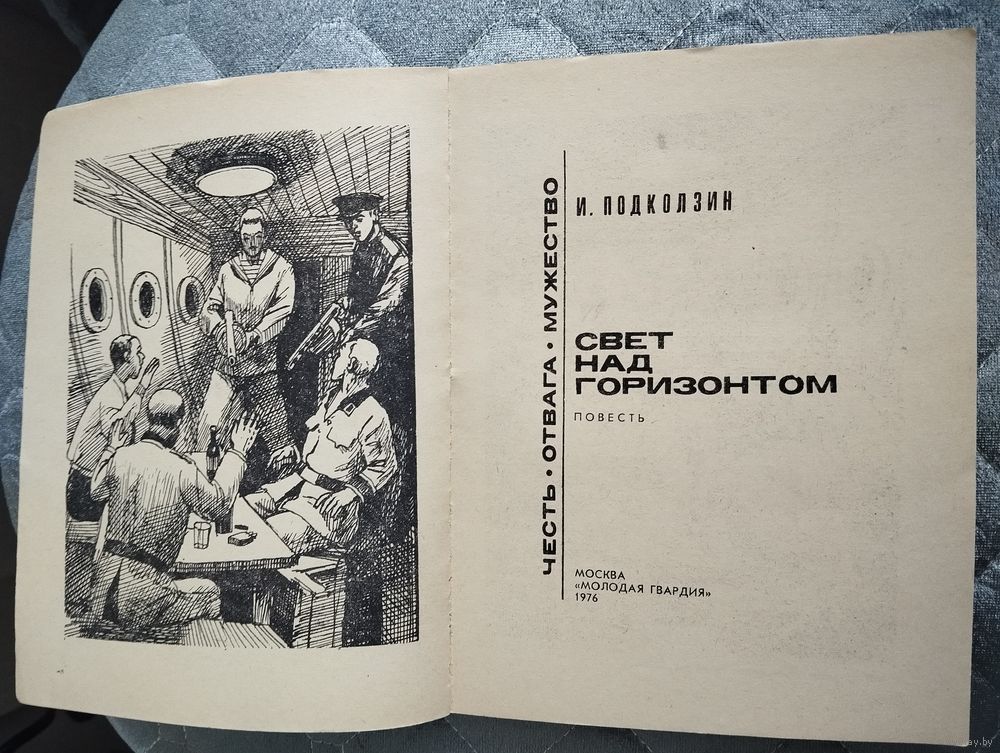 ЧЕСТЬ · ОТВАГА · МУЖЕСТВО
И. ПОДКОЛЗИН
СВЕТ
НАД
ГОРИЗОНТОМ
ПОВЕСТЬ
МОСКВА
«МОЛОДАЯ ГВАРДИЯ»
1976